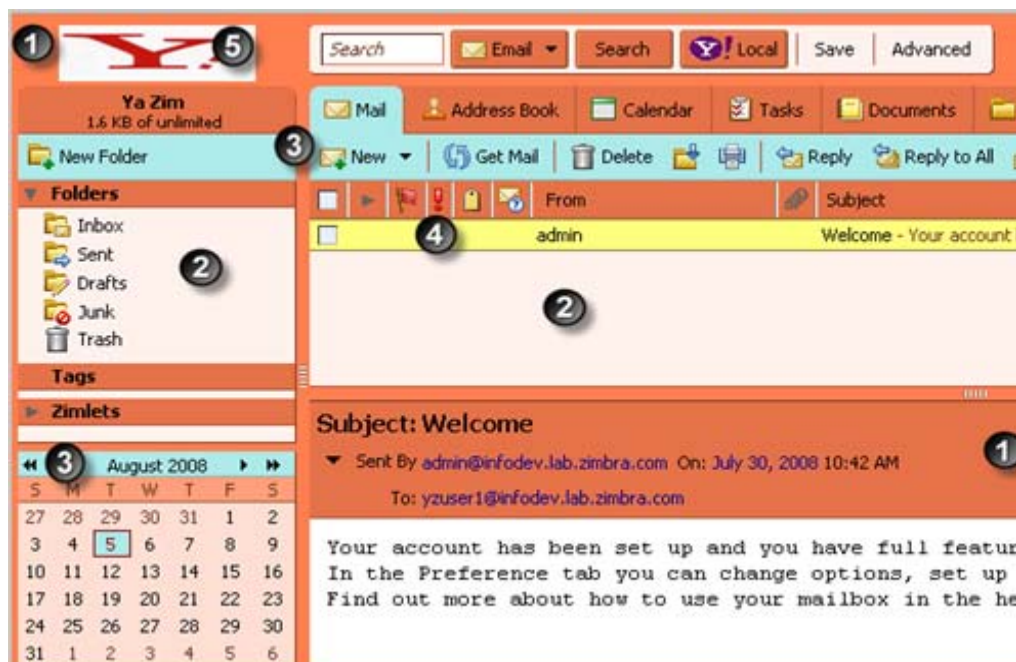 1 Y! 5
Search Email Search Y! Local Save Advanced
Ya Zim
1.6 KB of unlimited
Mail Address Book Calendar Tasks Documents
New Folder
3 New Get Mail Delete Reply Reply to All
Folders
Inbox
Sent
Drafts
Junk
Trash
2
Tags
Zimlets
From Subject
4
admin Welcome - Your account
2
3 August 2008
S M T W T F S
27 28 29 30 31 1 2
3 4 5 6 7 8 9
10 11 12 13 14 15 16
17 18 19 20 21 22 23
24 25 26 27 28 29 30
31 1 2 3 4 5 6
Subject: Welcome
1
Sent By admin@infodev.lab.zimbra.com On: July 30, 2008 10:42 AM
To: yzuser1@infodev.lab.zimbra.com
Your account has been set up and you have full featur
In the Preference tab you can change options, set up
Find out more about how to use your mailbox in the he